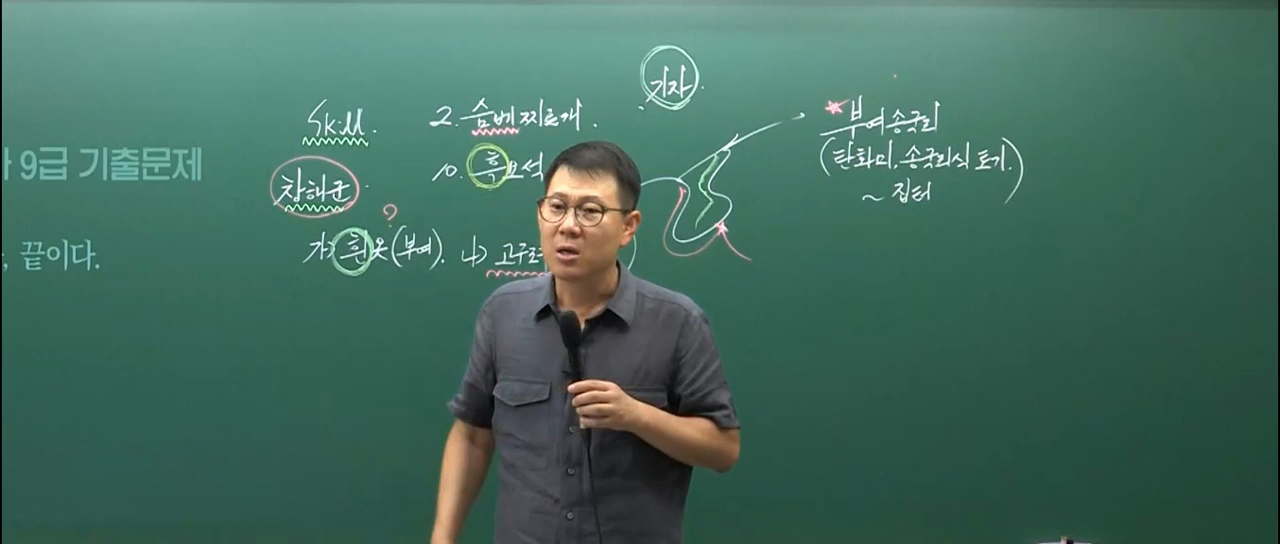 기자
Skill.
2. 슴베찌르개.
부여송국리
9급 기출문제
10. 흑요석
(탄화미, 송국리식 토기.)
창해군.
~ 집터
?
가> 흰옷(부여).
나> 고구려
, 끝이다.